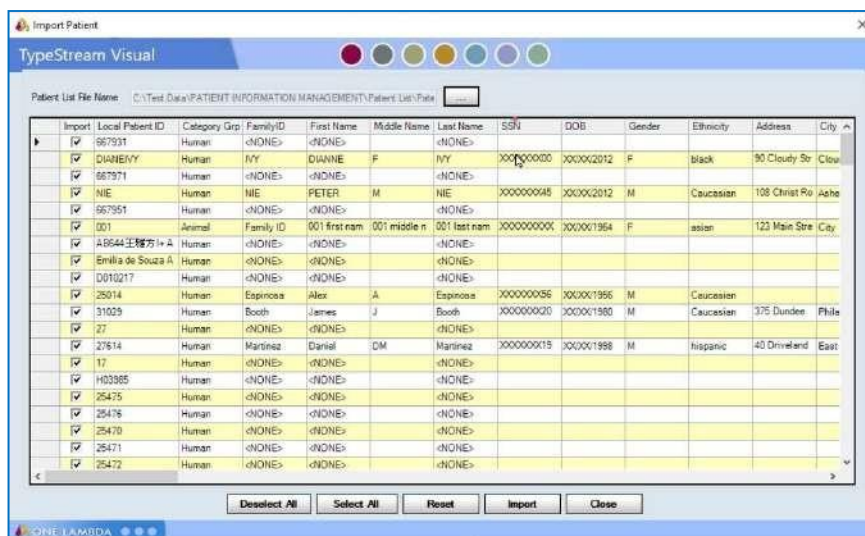 Import Patient
TypeStream Visual
Patient List File Name C:\Test Data\PATIENT INFORMATION MANAGEMENT\Patient List\Pate ...
Import Local Patient ID Category Grp FamilyID First Name Middle Name Last Name SSN DOB Gender Ethnicity Address City
667931 Human <NONE> <NONE> <NONE>
DIANEIVY Human IVY DIANNE F IVY XX/XX/2012 F black 90 Cloudy Str Clou
667971 Human <NONE> <NONE> <NONE>
NIE Human NIE PETER M NIE XXXXXXX45 XX/XX/2012 M Caucasian 108 Christ Ro Ashe
667951 Human <NONE> <NONE> <NONE>
001 Animal Family ID 001 first nam 001 middle n 001 last nam XXXXXXXXX XX/XX/1964 F asian 123 Main Stre City
Human <NONE> <NONE> <NONE>
Emilia de Souza A Human <NONE> <NONE> <NONE>
D010217 Human <NONE> <NONE> <NONE>
25014 Human Espinosa Alex A Espinosa XXXXXXX56 XX/XX/1956 M Caucasian
31029 Human Booth James J Booth XXXXXXX20 XX/XX/1980 M Caucasian 375 Dundee Phila
27 Human <NONE> <NONE> <NONE>
27614 Human Martinez Daniel DM Martinez XXXXXXX19 XX/XX/1998 M hispanic 40 Driveland East
17 Human <NONE> <NONE> <NONE>
H03985 Human <NONE> <NONE> <NONE>
25475 Human <NONE> <NONE> <NONE>
25476 Human <NONE> <NONE> <NONE>
25470 Human <NONE> <NONE> <NONE>
25471 Human <NONE> <NONE> <NONE>
25472 Human <NONE> <NONE> <NONE>
Deselect All Select All Reset Import Close
ONE LAMBDA